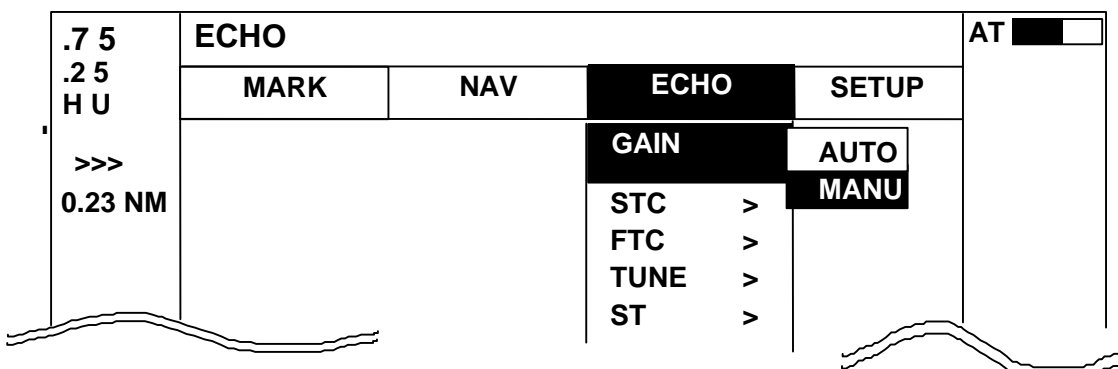 .7 5
.2 5
H U
>>>
0.23 NM
ECHO
MARK NAV ECHO SETUP
GAIN
STC >
FTC >
TUNE >
ST >
AUTO
MANU
AT